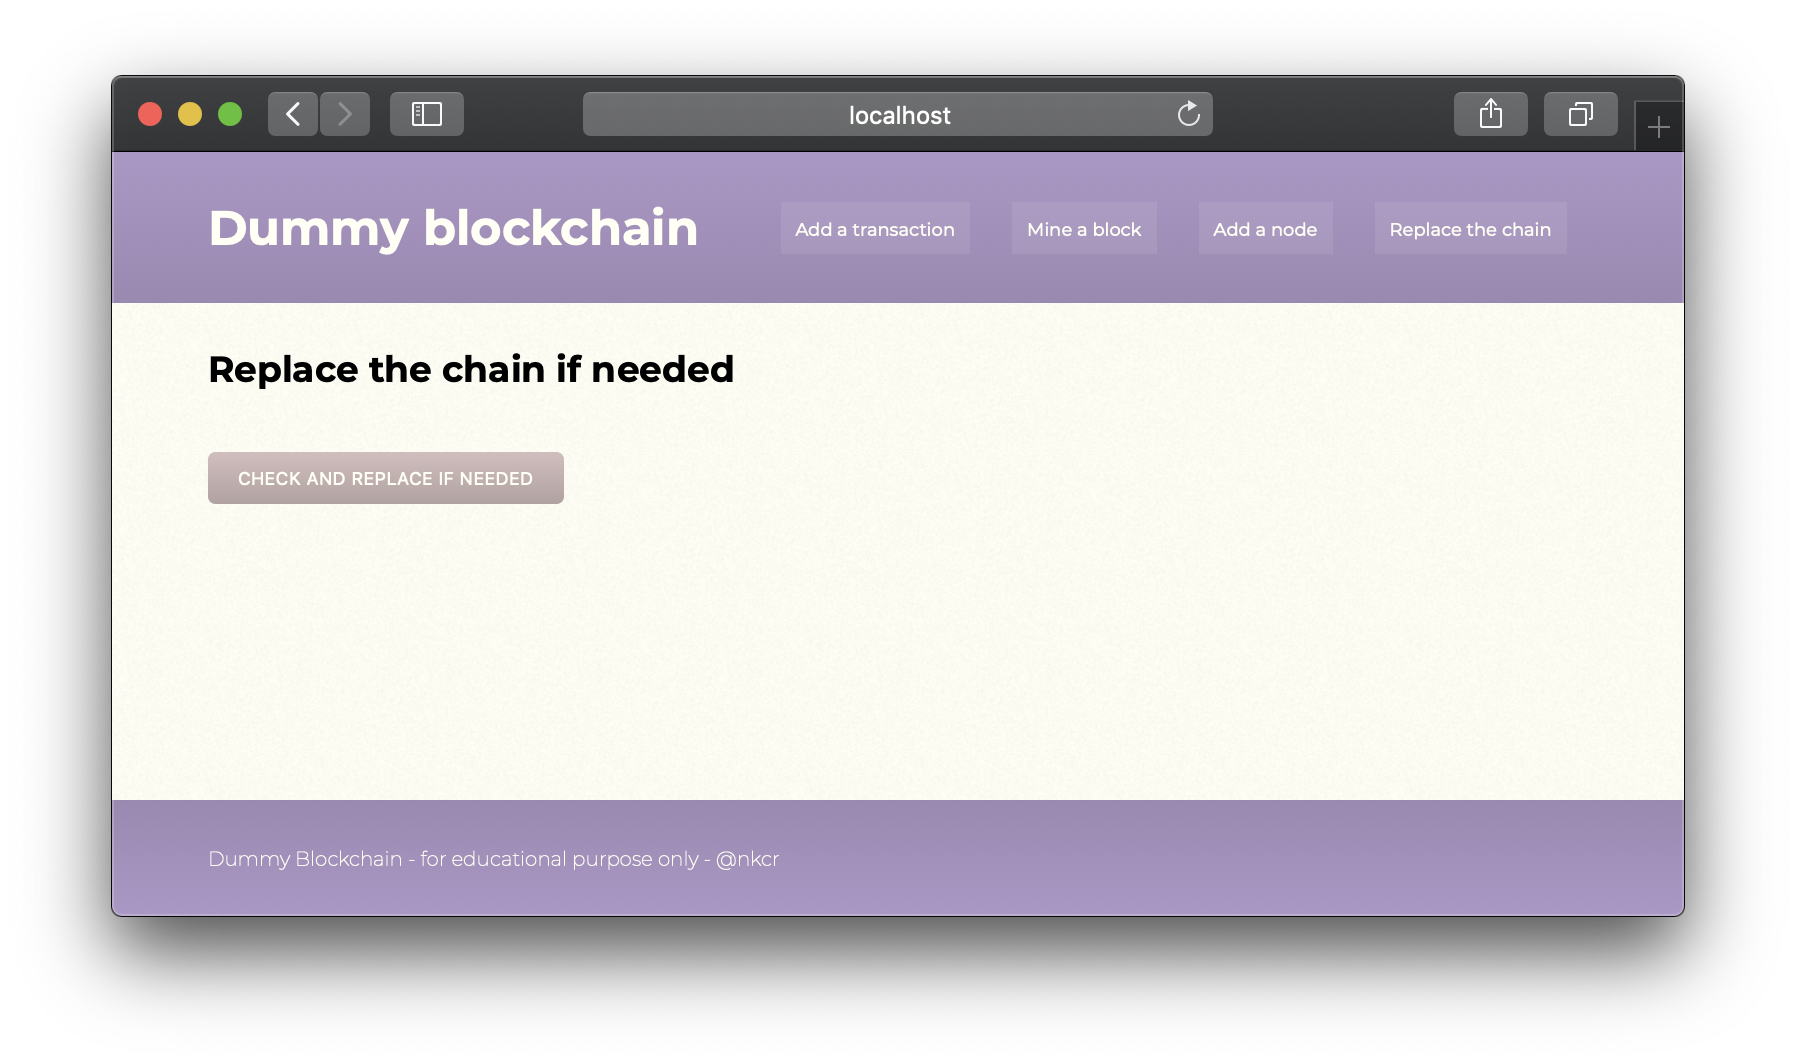 localhost
Dummy blockchain
Add a transaction
Mine a block
Add a node
Replace the chain
Replace the chain if needed
CHECK AND REPLACE IF NEEDED
Dummy Blockchain - for educational purpose only - @nkcr